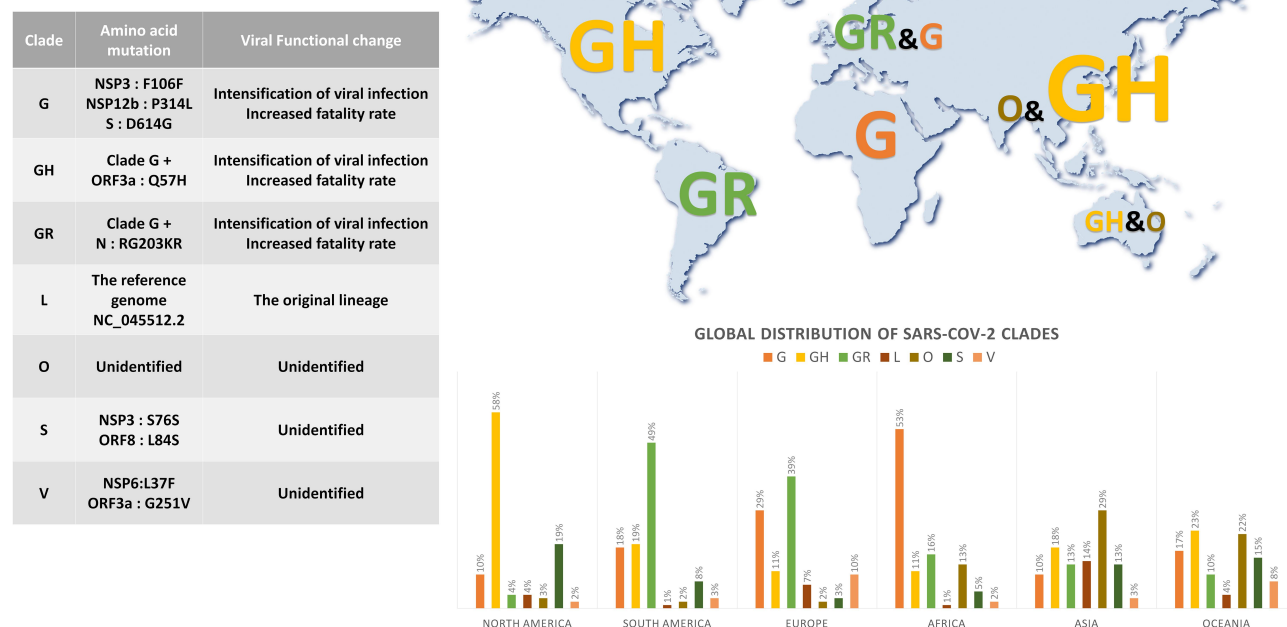 Clade
Amino acid
mutation
Viral Functional change
G
NSP3 : F106F
NSP12b : P314L
S : D614G
Intensification of viral infection
Increased fatality rate
GH
Clade G +
ORF3a : Q57H
Intensification of viral infection
Increased fatality rate
GR
Clade G +
N : RG203KR
Intensification of viral infection
Increased fatality rate
L
The reference
genome
NC_045512.2
The original lineage
O
Unidentified
Unidentified
S
NSP3 : S76S
ORF8 : L84S
Unidentified
V
NSP6:L37F
ORF3a : G251V
Unidentified
GH
GR&G
O&GH
G
GR
GH&O
GLOBAL DISTRIBUTION OF SARS-COV-2 CLADES
G GH GR L O S V
10% 58% 4% 4% 3% 19% 2%
18% 19% 49% 1% 2% 8% 3%
29% 11% 39% 7% 2% 3% 10%
53% 11% 16% 1% 13% 5% 2%
10% 18% 13% 14% 29% 13% 3%
17% 23% 10% 4% 22% 15% 8%
NORTH AMERICA SOUTH AMERICA EUROPE AFRICA ASIA OCEANIA